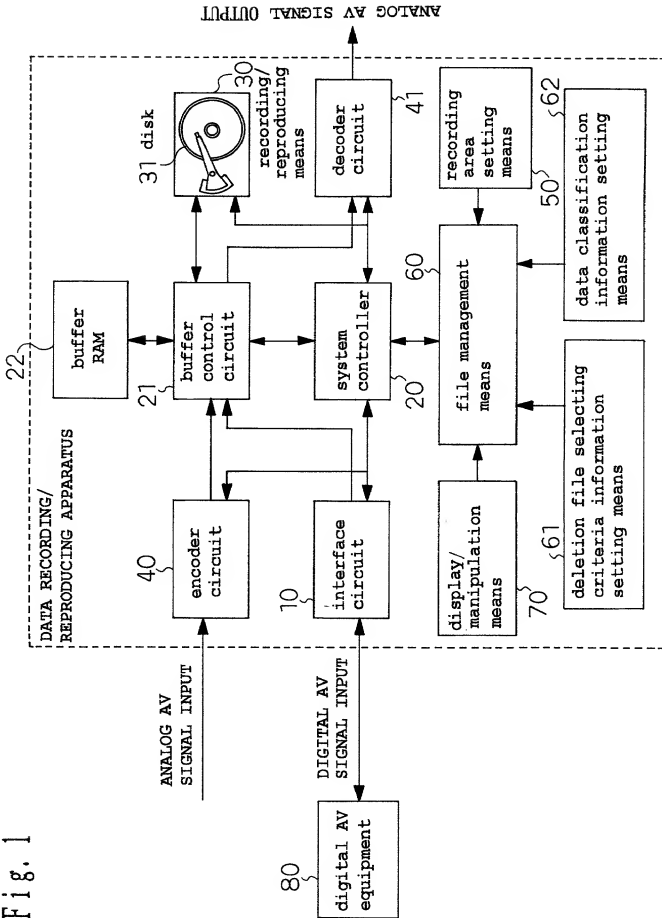 Fig. 1
DATA RECORDING/
REPRODUCING APPARATUS
22
buffer
RAM
31 disk
30
recording/
reproducing
means
ANALOG AV SIGNAL OUTPUT
ANALOG AV
SIGNAL INPUT
40
encoder
circuit
21
buffer
control
circuit
decoder
circuit
41
80
digital AV
equipment
DIGITAL AV
SIGNAL INPUT
10
interface
circuit
20
system
controller
recording
area
setting
means
50
display/
manipulation
means
70
60
file management
means
61
deletion file selecting
criteria information
setting means
62
data classification
information setting
means